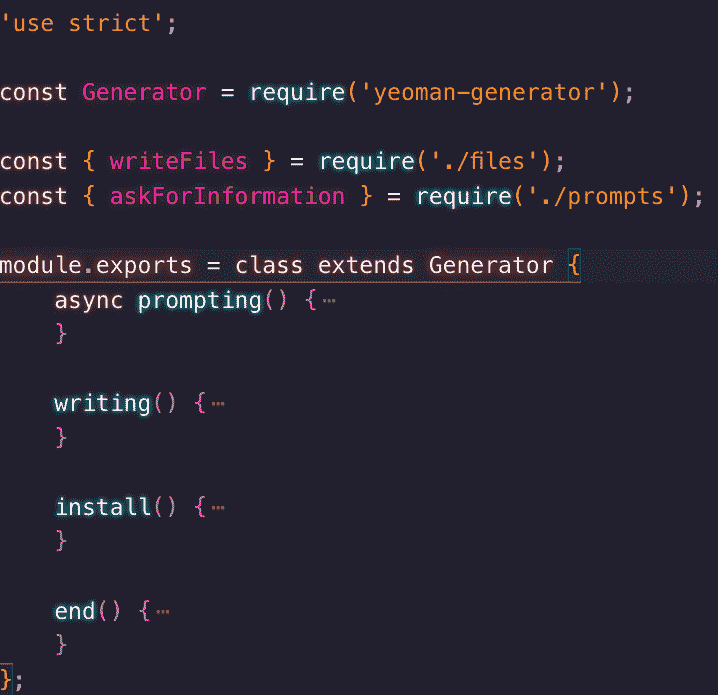 'use strict';
const Generator = require('yeoman-generator');
const { writeFiles } = require('./files');
const { askForInformation } = require('./prompts');
module.exports = class extends Generator {
async prompting() {⋯
}
writing() {⋯
}
install() {⋯
}
end() {⋯
}
};